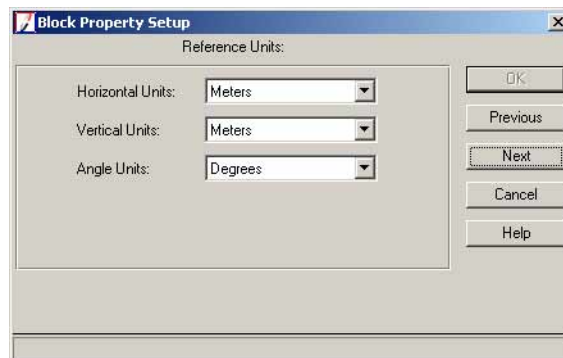 Block Property Setup
Reference Units:
Horizontal Units: Meters
Vertical Units: Meters
Angle Units: Degrees
OK
Previous
Next
Cancel
Help